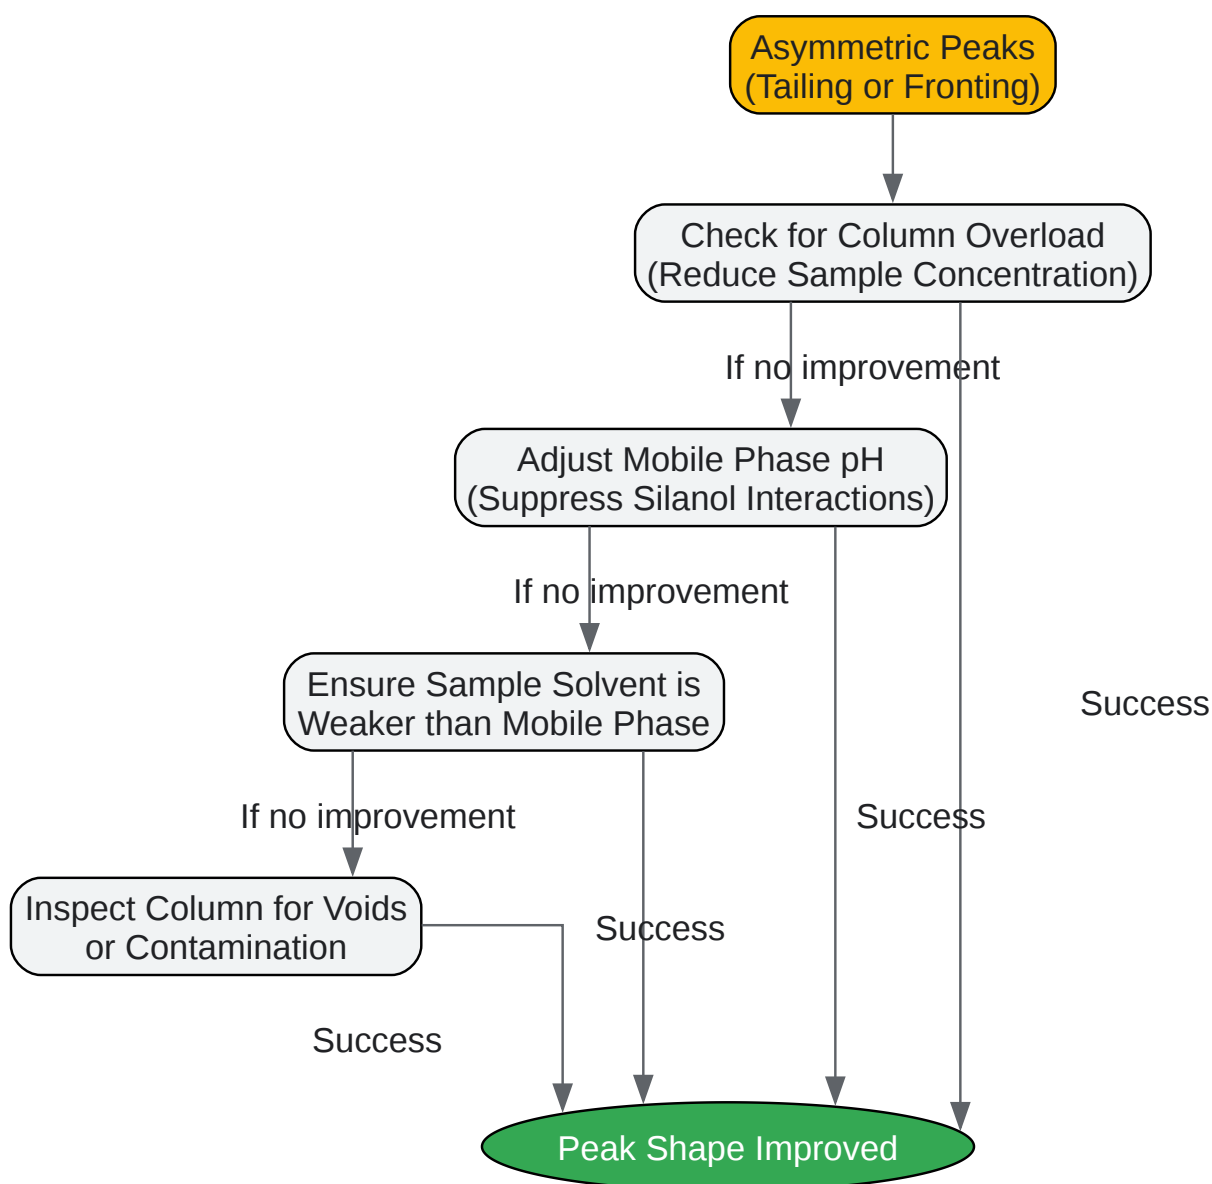 Asymmetric Peaks
(Tailing or Fronting)
Check for Column Overload
(Reduce Sample Concentration)
If no improvement
Adjust Mobile Phase pH
(Suppress Silanol Interactions)
If no improvement
Ensure Sample Solvent is
Weaker than Mobile Phase
Success
If no improvement
Success
Inspect Column for Voids
or Contamination
Success
Success
Peak Shape Improved